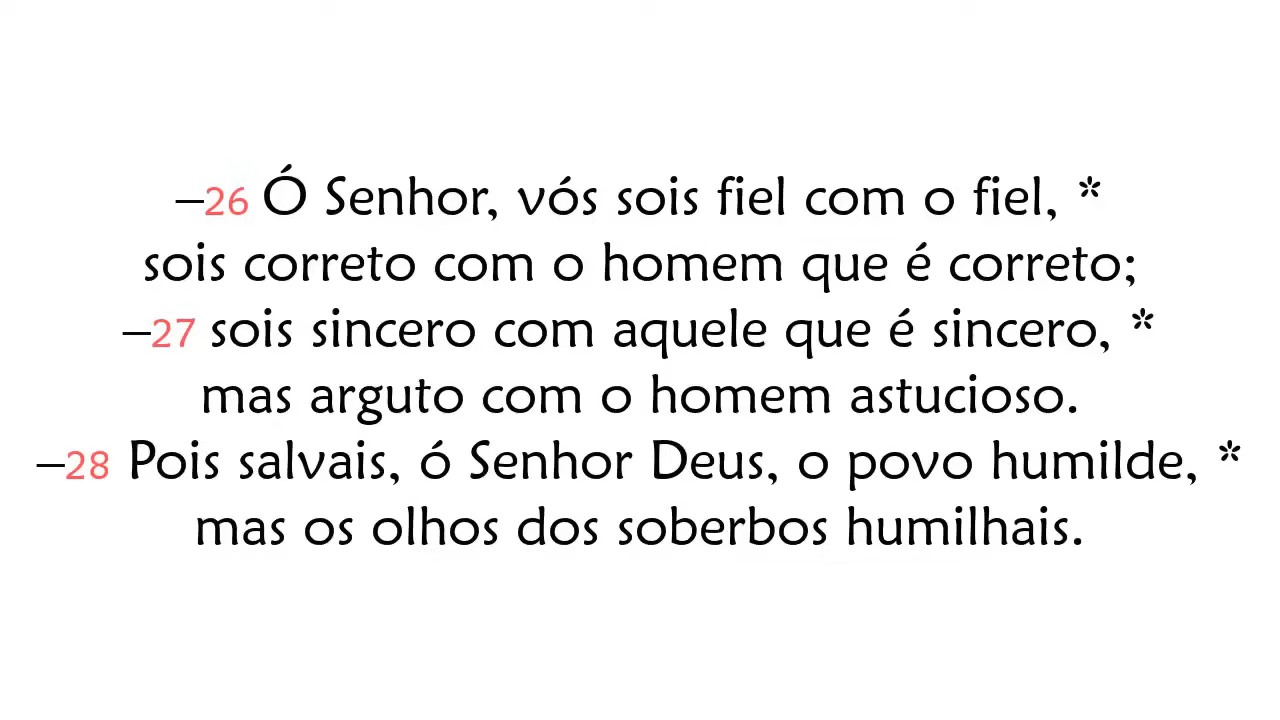 –26 Ó Senhor, vós sois fiel com o fiel, *
sois correto com o homem que é correto;
–27 sois sincero com aquele que é sincero, *
mas arguto com o homem astucioso.
–28 Pois salvais, ó Senhor Deus, o povo humilde, *
mas os olhos dos soberbos humilhais.